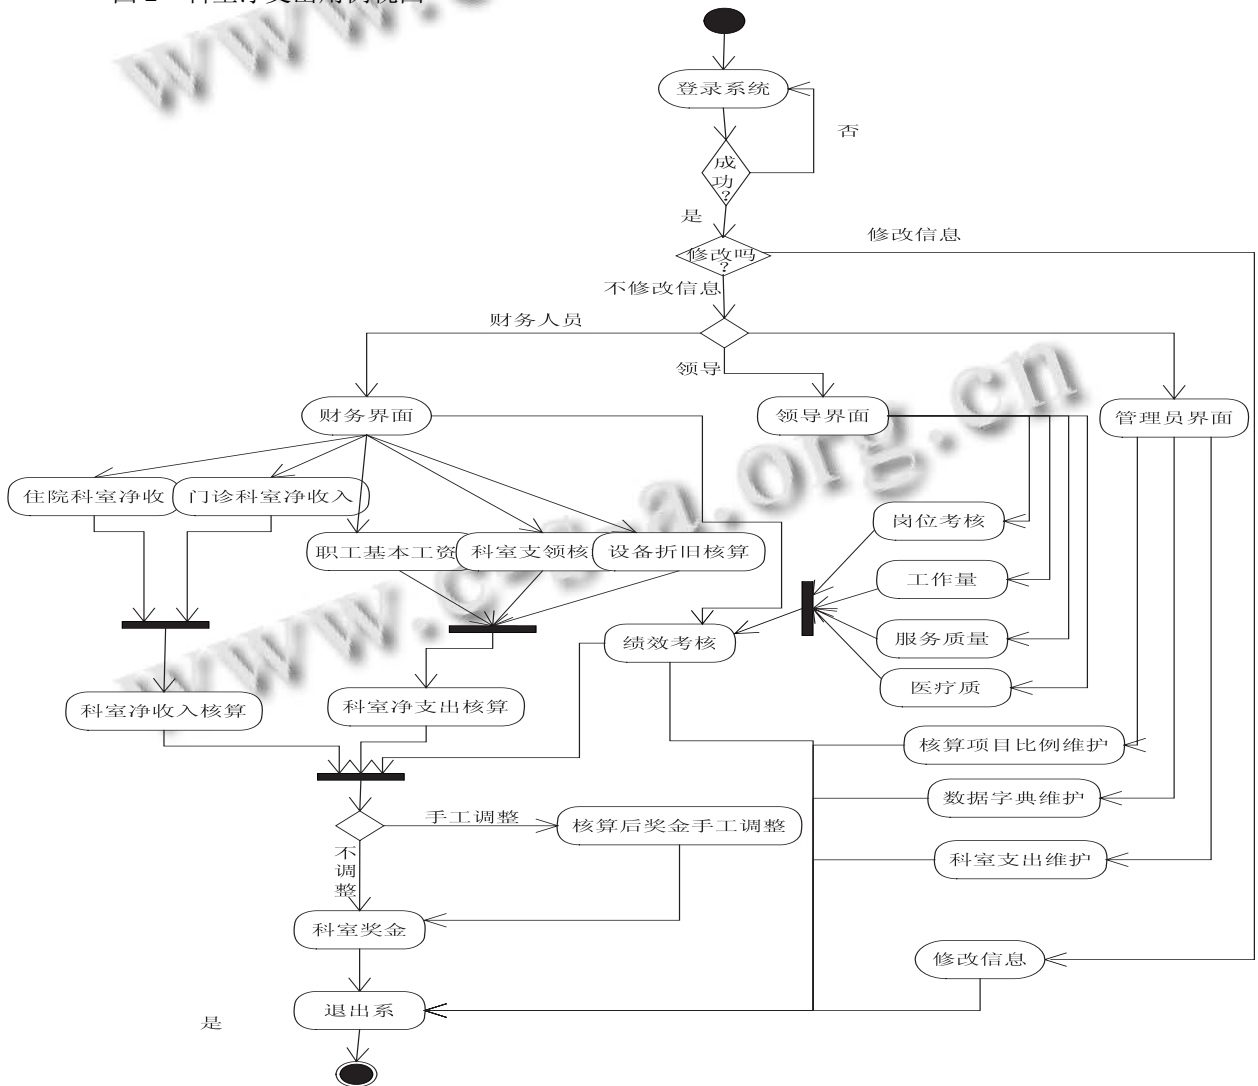 登录系统
否
成功?
是
修改信息
修改吗?
不修改信息
财务人员
领导
财务界面
领导界面
管理员界面
住院科室净收
门诊科室净收入
岗位考核
职工基本工资
科室支领核
设备折旧核算
工作量
绩效考核
服务质量
医疗质
科室净收入核算
科室净支出核算
核算项目比例维护
数据字典维护
手工调整
核算后奖金手工调整
不调整
科室支出维护
科室奖金
修改信息
退出系
是
www.c-s-a.org.cn